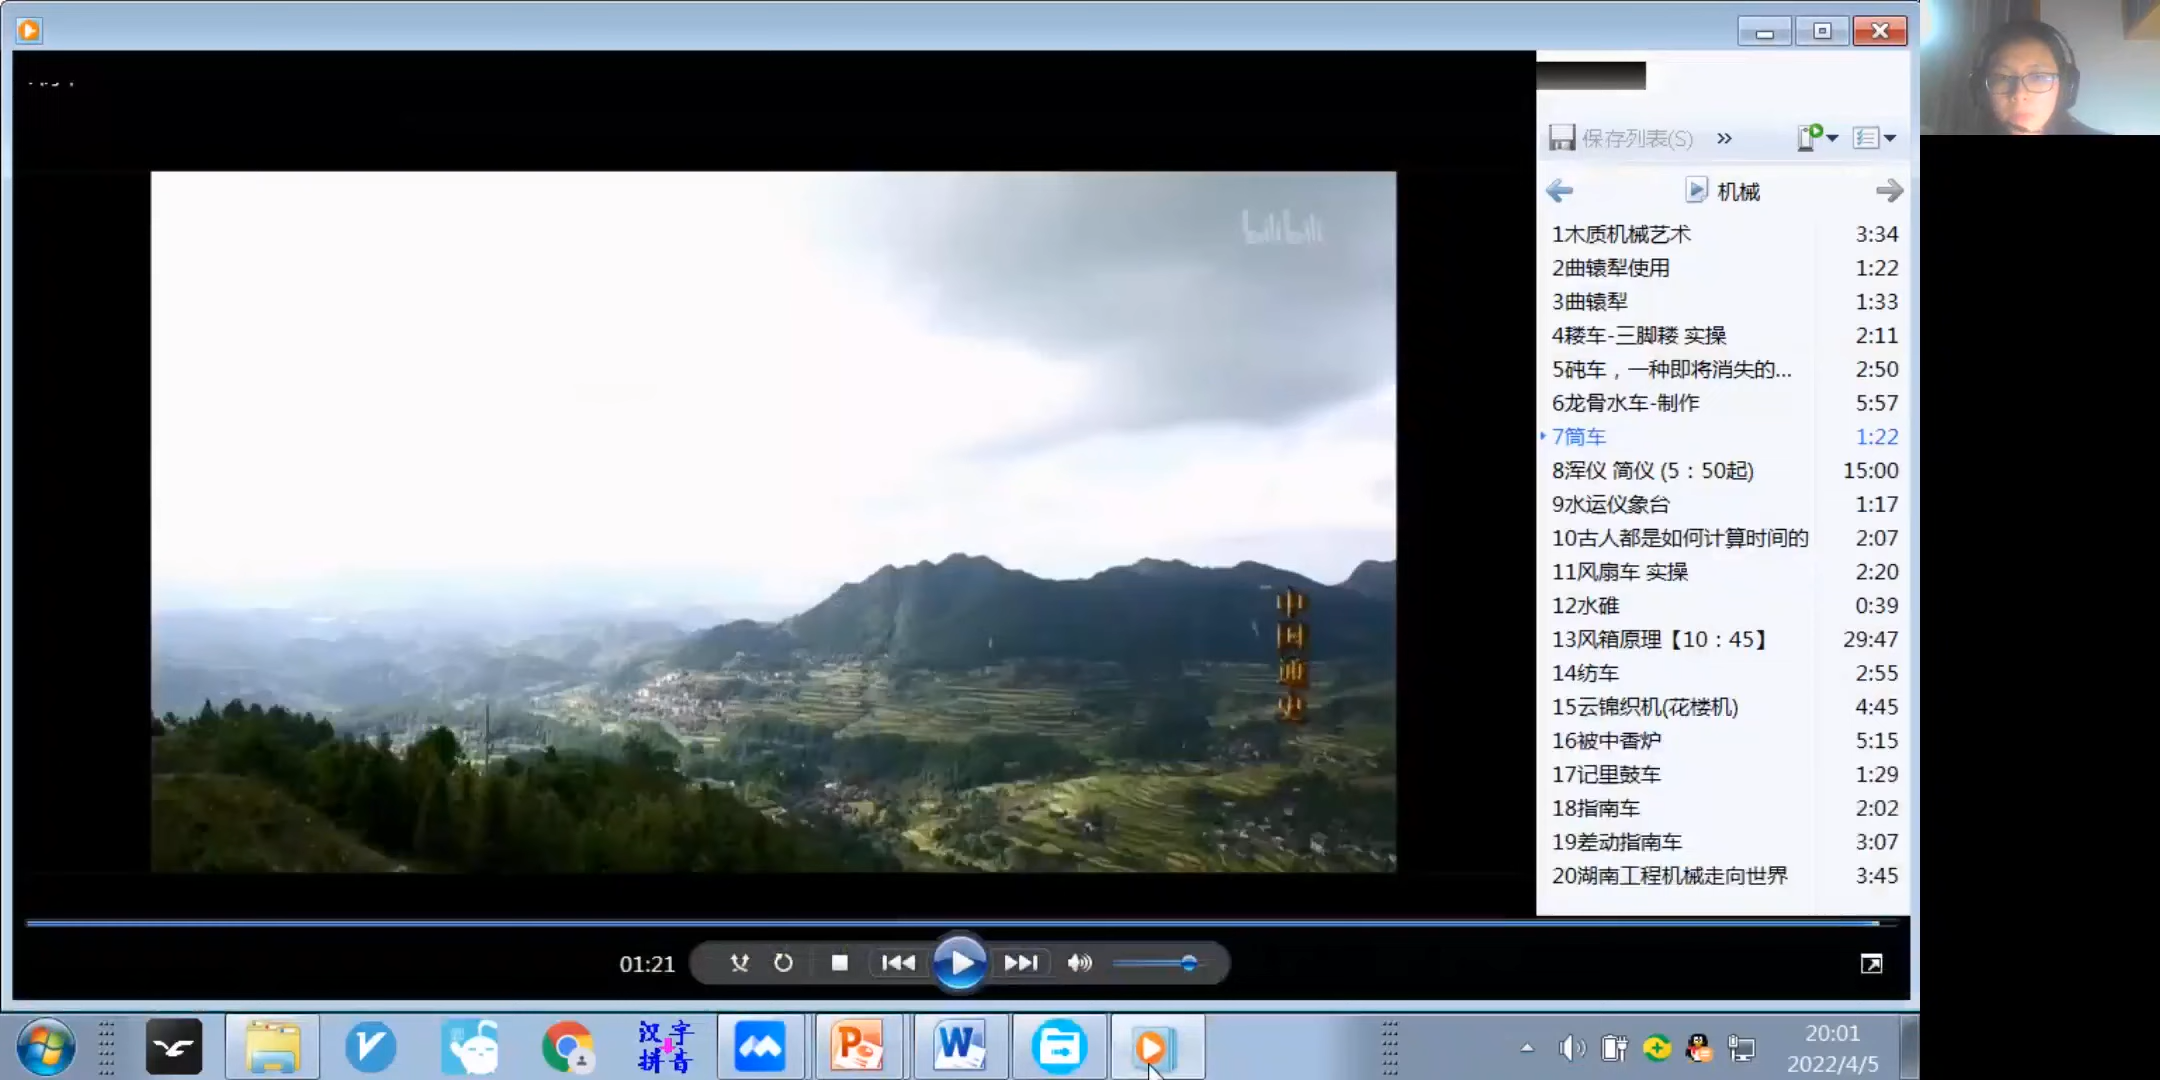 bilibili
中
国
通
史
保存列表(S)
机械
1木质机械艺术 3:34
2曲辕犁使用 1:22
3曲辕犁 1:33
4耧车-三脚耧 实操 2:11
5砘车，一种即将消失的... 2:50
6龙骨水车-制作 5:57
7筒车 1:22
8浑仪 简仪 (5：50起) 15:00
9水运仪象台 1:17
10古人都是如何计算时间的 2:07
11风扇车 实操 2:20
12水碓 0:39
13风箱原理【10：45】 29:47
14纺车 2:55
15云锦织机(花楼机) 4:45
16被中香炉 5:15
17记里鼓车 1:29
18指南车 2:02
19差动指南车 3:07
20湖南工程机械走向世界 3:45
01:21
汉字
拼音
20:01
2022/4/5